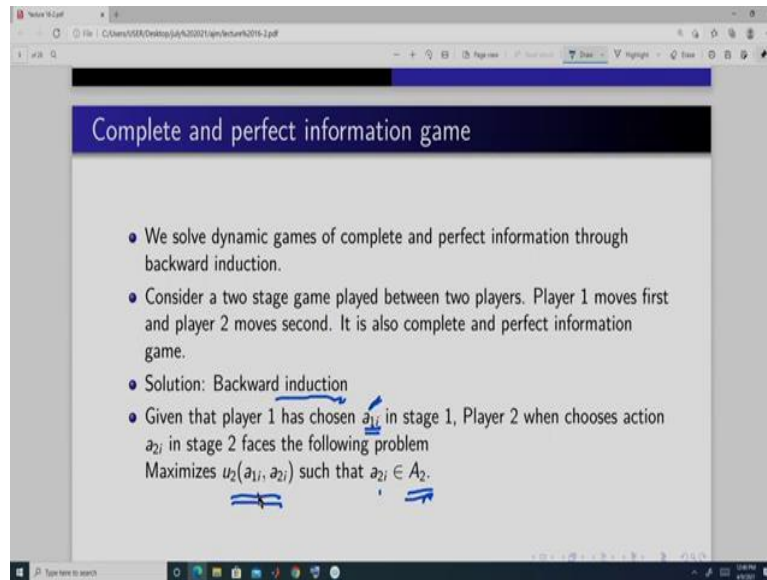 Complete and perfect information game
We solve dynamic games of complete and perfect information through
backward induction.
Consider a two stage game played between two players. Player 1 moves first
and player 2 moves second. It is also complete and perfect information
game.
Solution: Backward induction
Given that player 1 has chosen a₁ᵢ in stage 1, Player 2 when chooses action
a₂ᵢ in stage 2 faces the following problem
Maximizes u₂(a₁ᵢ, a₂ᵢ) such that a₂ᵢ ∈ A₂.